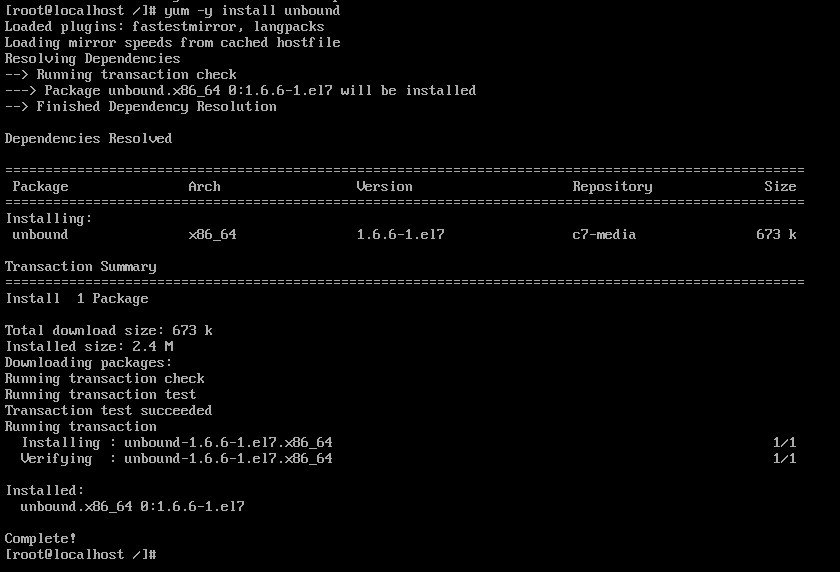 [root@localhost /]# yum -y install unbound
Loaded plugins: fastestmirror, langpacks
Loading mirror speeds from cached hostfile
Resolving Dependencies
--> Running transaction check
---> Package unbound.x86_64 0:1.6.6-1.el7 will be installed
--> Finished Dependency Resolution
Dependencies Resolved
================================================================================
Package Arch Version Repository Size
================================================================================
Installing:
unbound x86_64 1.6.6-1.el7 c7-media 673 k
Transaction Summary
================================================================================
Install 1 Package
Total download size: 673 k
Installed size: 2.4 M
Downloading packages:
Running transaction check
Running transaction test
Transaction test succeeded
Running transaction
Installing : unbound-1.6.6-1.el7.x86_64 1/1
Verifying : unbound-1.6.6-1.el7.x86_64 1/1
Installed:
unbound.x86_64 0:1.6.6-1.el7
Complete!
[root@localhost /]#